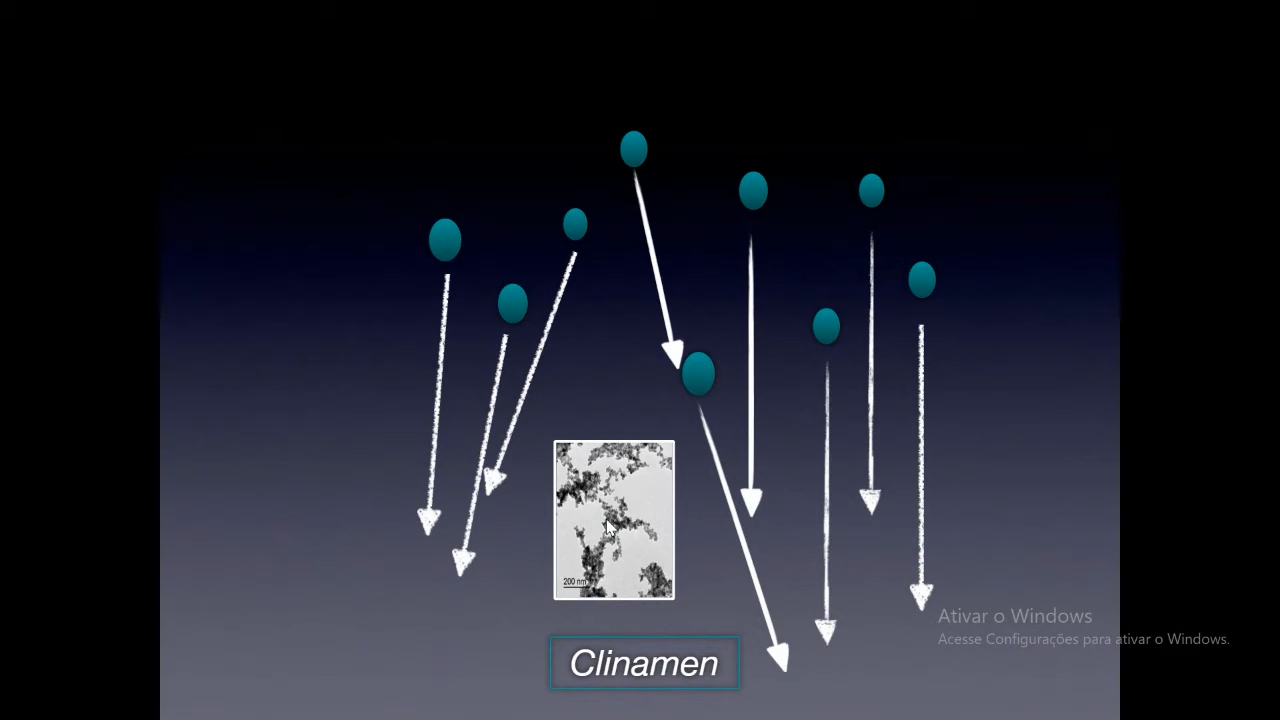 200 nm
Ativar o Windows
Acesse Configurações para ativar o Windows.
Clinamen